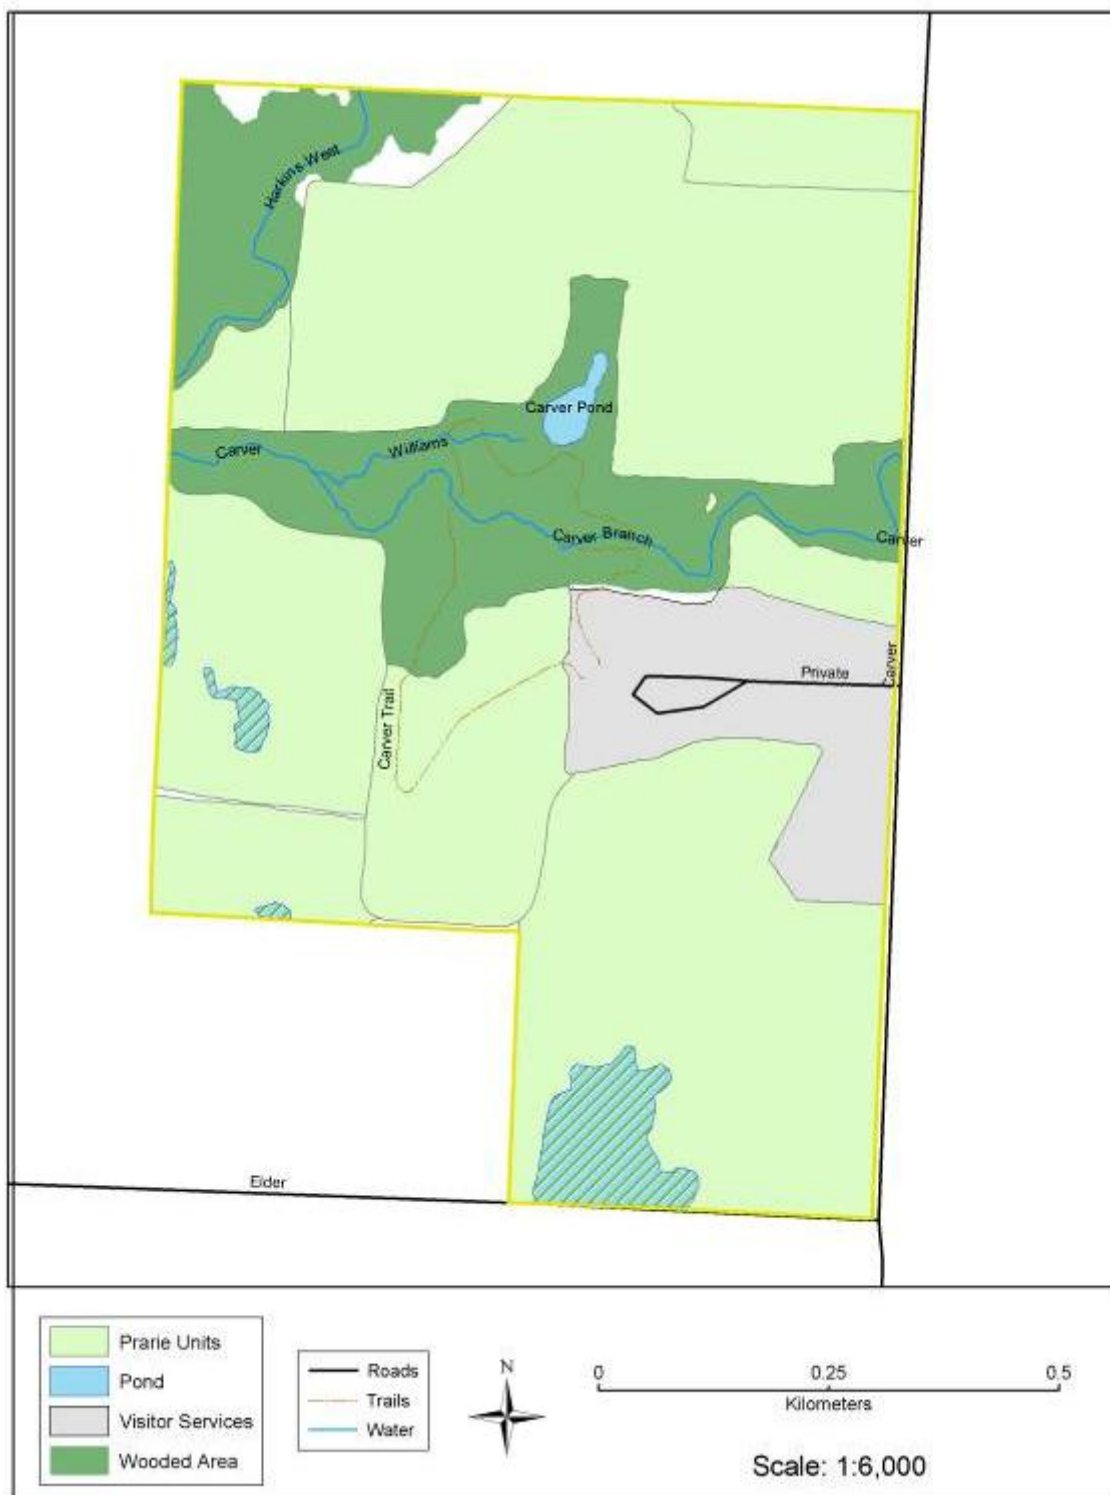 Harkins West
Carver Pond
Carver
Williams
Carver Branch
Carver
Private
Carver
Carver Trail
Elder
Prarie Units
Pond
Visitor Services
Wooded Area
Roads
Trails
Water
N
0
0.25
0.5
Kilometers
Scale: 1:6,000